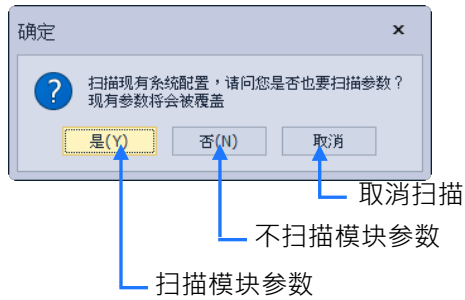 确定
×
扫描现有系统配置，请问您是否也要扫描参数？
现有参数将会被覆盖
是(Y) 否(N) 取消
取消扫描
不扫描模块参数
扫描模块参数